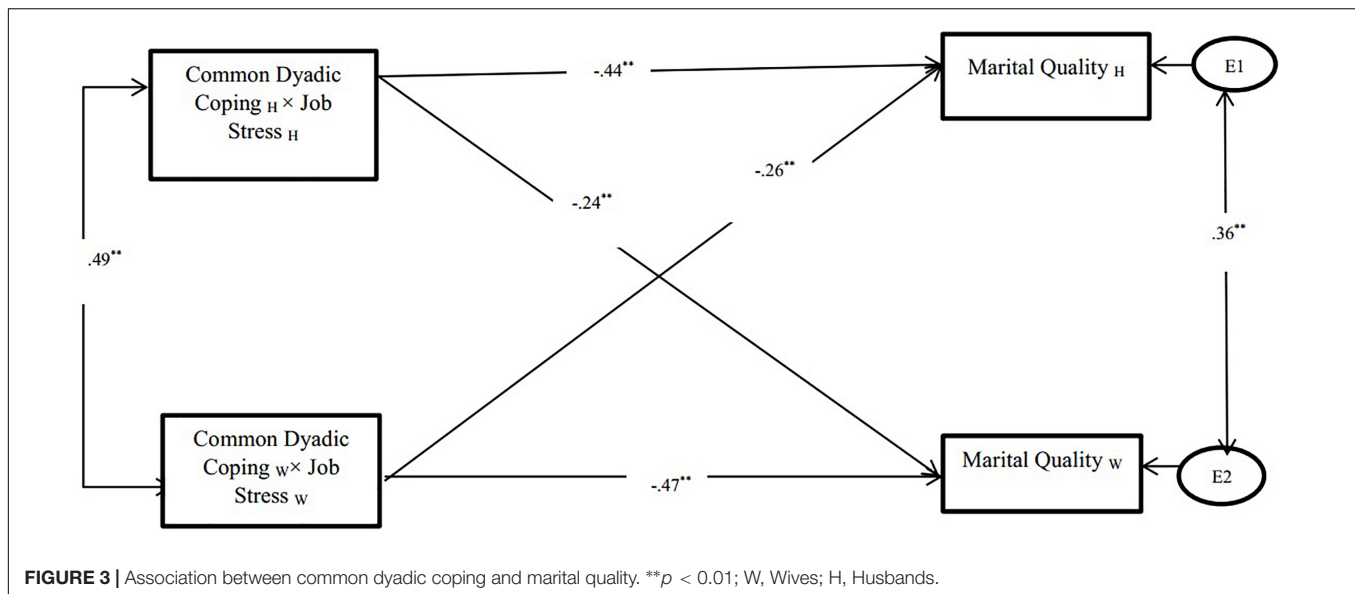 Common Dyadic
Coping H × Job
Stress H
-.44**
Marital Quality H
E1
-.26**
-.24**
.49**
.36**
Common Dyadic
Coping W× Job
Stress W
-.47**
Marital Quality W
E2
FIGURE 3 | Association between common dyadic coping and marital quality. **p < 0.01; W, Wives; H, Husbands.